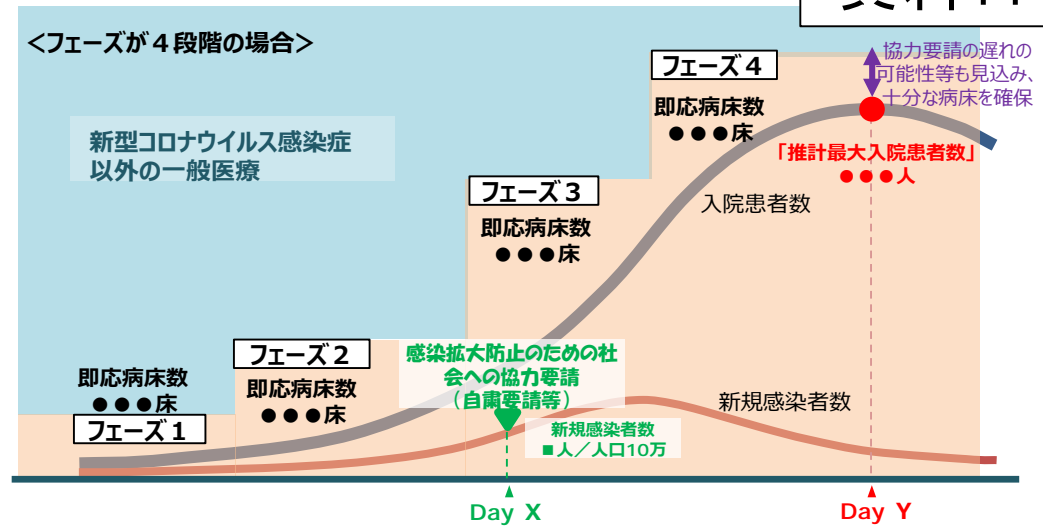 <フェーズが４段階の場合>
新型コロナウイルス感染症
以外の一般医療
フェーズ４
即応病床数
●●●床
協力要請の遅れの
可能性等も見込み、
十分な病床を確保
「推計最大入院患者数」
●●●人
入院患者数
フェーズ３
即応病床数
●●●床
フェーズ２
即応病床数
●●●床
即応病床数
●●●床
フェーズ１
感染拡大防止のための社
会への協力要請
（自粛要請等）
新規感染者数
■人／人口10万
新規感染者数
Day X
Day Y